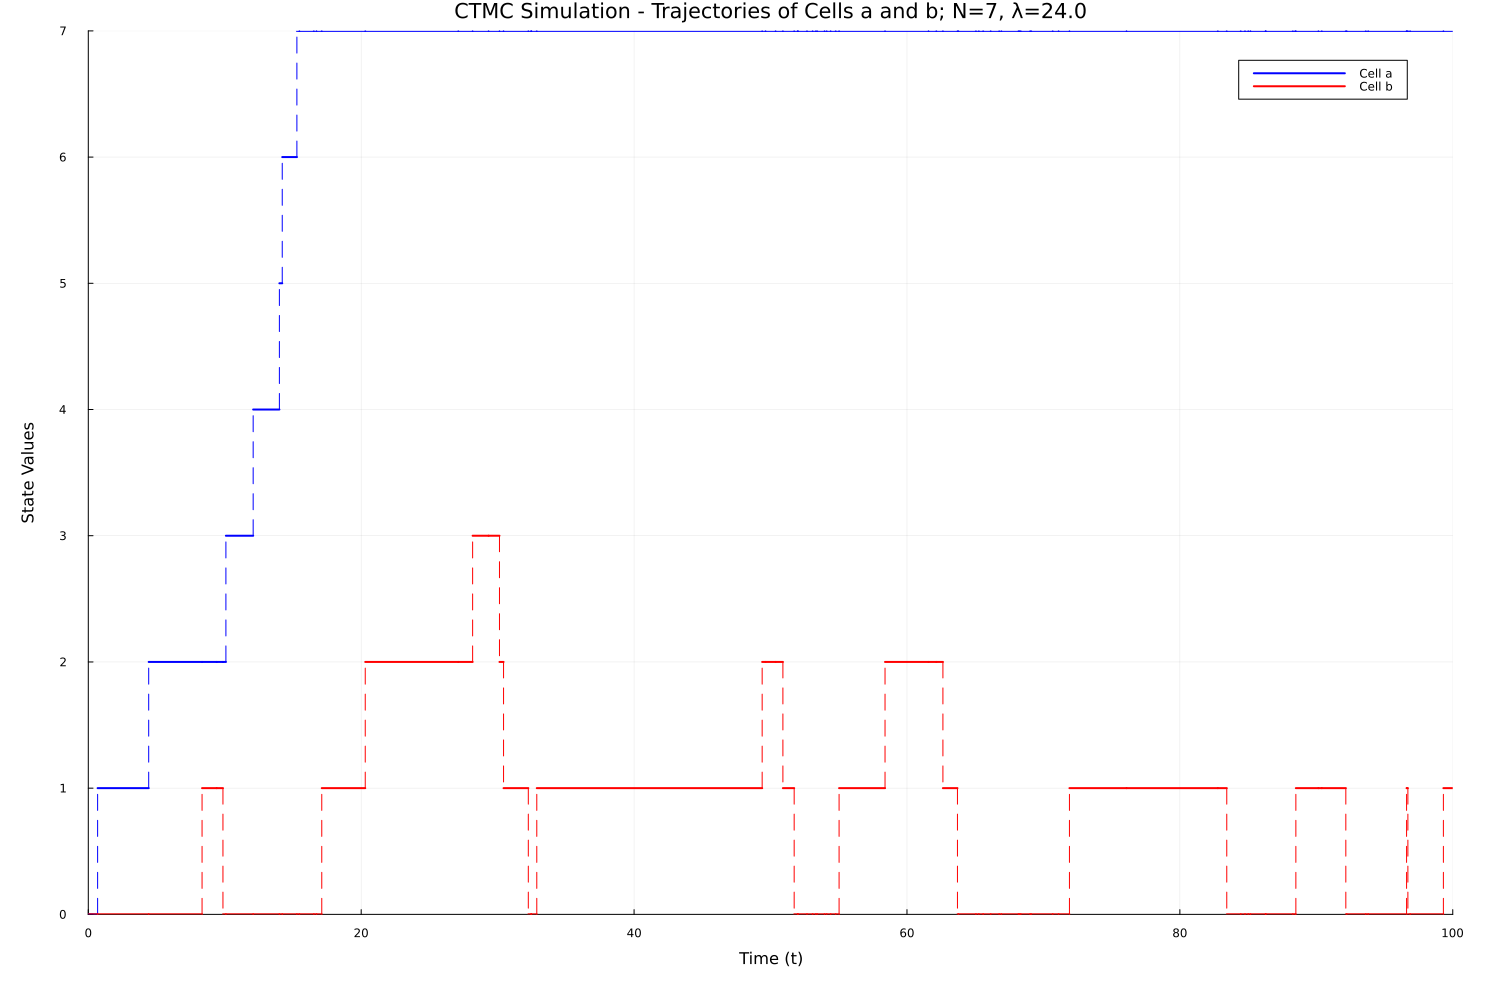 CTMC Simulation - Trajectories of Cells a and b; N=7, λ=24.0
Cell a
Cell b
7
6
5
4
3
2
1
0
State Values
0 20 40 60 80 100
Time (t)